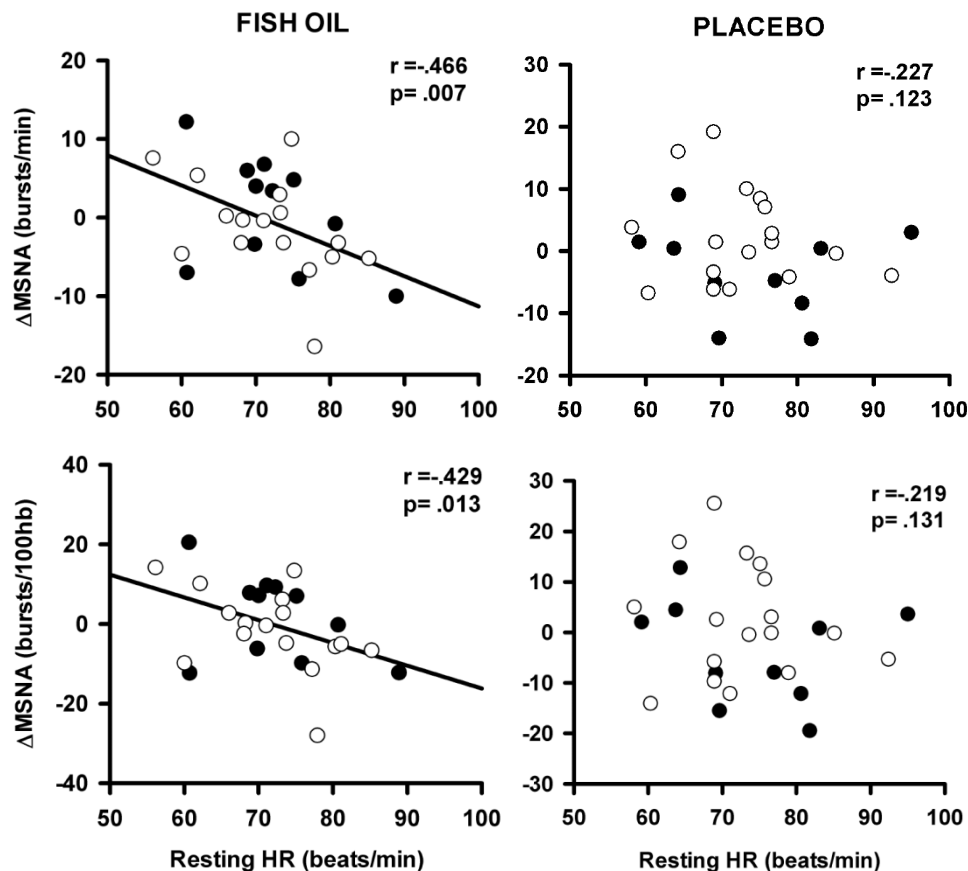 FISH OIL
PLACEBO
r =-.466
p= .007
ΔMSNA (bursts/min)
20
10
0
-10
-20
50 60 70 80 90 100
r =-.227
p= .123
30
20
10
0
-10
-20
50 60 70 80 90 100
r =-.429
p= .013
ΔMSNA (bursts/100hb)
40
20
0
-20
-40
50 60 70 80 90 100
Resting HR (beats/min)
r =-.219
p= .131
30
20
10
0
-10
-20
-30
50 60 70 80 90 100
Resting HR (beats/min)